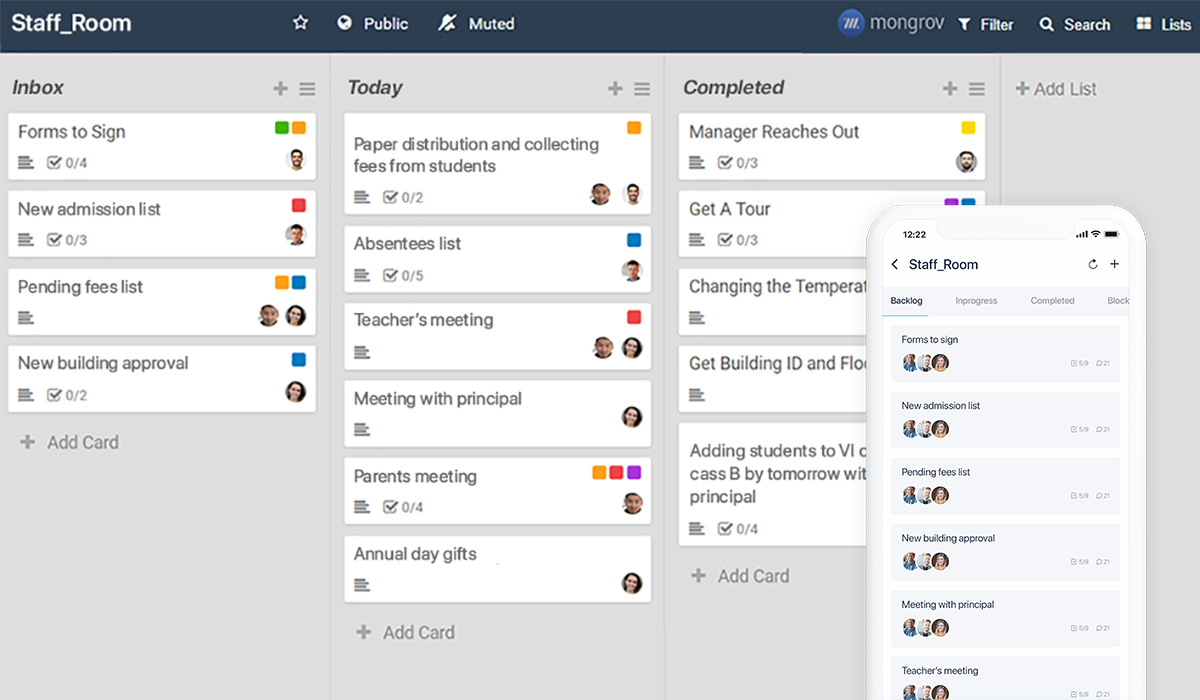 Staff_Room
Public
Muted
mongrov
Filter
Search
Lists
Inbox
Forms to Sign
0/4
New admission list
0/3
Pending fees list
New building approval
0/2
Add Card
Today
Paper distribution and collecting
fees from students
0/2
Absentees list
0/5
Teacher’s meeting
Meeting with principal
Parents meeting
0/4
Annual day gifts
Add Card
Completed
Manager Reaches Out
0/3
Get A Tour
0/3
Changing the Temperat
Get Building ID and Floo
Adding students to VI c
cass B by tomorrow wit
principal
0/4
Add Card
Add List
12:22
Staff_Room
Backlog
Inprogress
Completed
Block
Forms to sign
5/9
21
New admission list
5/9
21
Pending fees list
5/9
21
New building approval
5/9
21
Meeting with principal
5/9
21
Teacher’s meeting
5/9
21